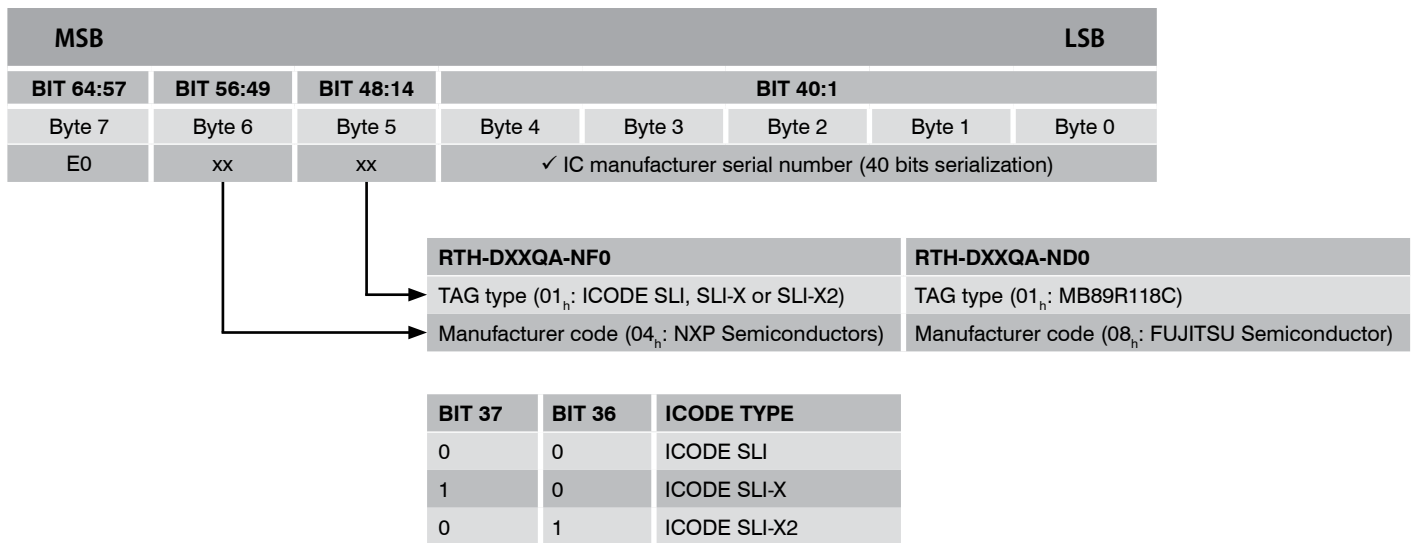 MSB LSB
BIT 64:57 BIT 56:49 BIT 48:14 BIT 40:1
Byte 7 Byte 6 Byte 5 Byte 4 Byte 3 Byte 2 Byte 1 Byte 0
E0 xx xx ✓ IC manufacturer serial number (40 bits serialization)
RTH-DXXQA-NF0 RTH-DXXQA-ND0
TAG type (01h: ICODE SLI, SLI-X or SLI-X2) TAG type (01h: MB89R118C)
Manufacturer code (04h: NXP Semiconductors) Manufacturer code (08h: FUJITSU Semiconductor)
BIT 37 BIT 36 ICODE TYPE
0 0 ICODE SLI
1 0 ICODE SLI-X
0 1 ICODE SLI-X2